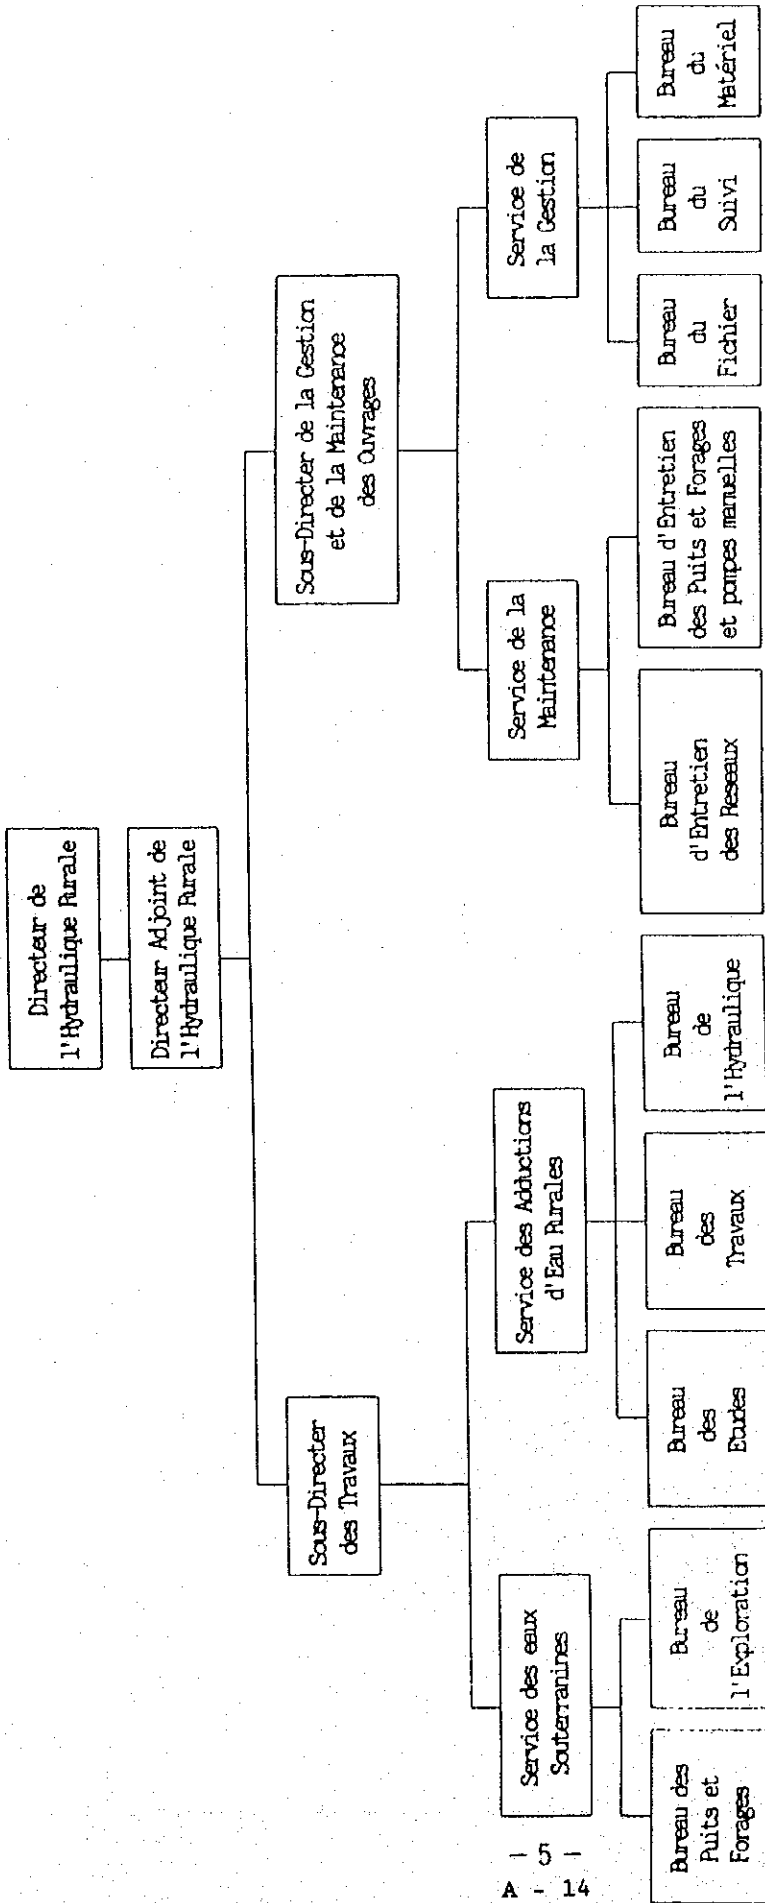 Directeur de
l'Hydraulique Rurale
Directeur Adjoint de
l'Hydraulique Rurale
Sous-Directer
des Travaux
Sous-Directer de la Gestion
et de la Maintenance
des Ouvrages
Service des eaux
Souterranines
Service des Adductions
d'Eau Rurales
Service de la
Maintenance
Service de
la Gestion
Bureau des
Puits et
Forages
Bureau
de
l'Exploration
Bureau
des
Etudes
Bureau
des
Travaux
Bureau
de
l'Hydraulique
Bureau
d'Entretien
des Reseaux
Bureau d'Entretien
des Puits et Forages
et pompes manuelles
Bureau
du
Fichier
Bureau
du
Suivi
Bureau
du
Matériel
- 5 -
A - 14